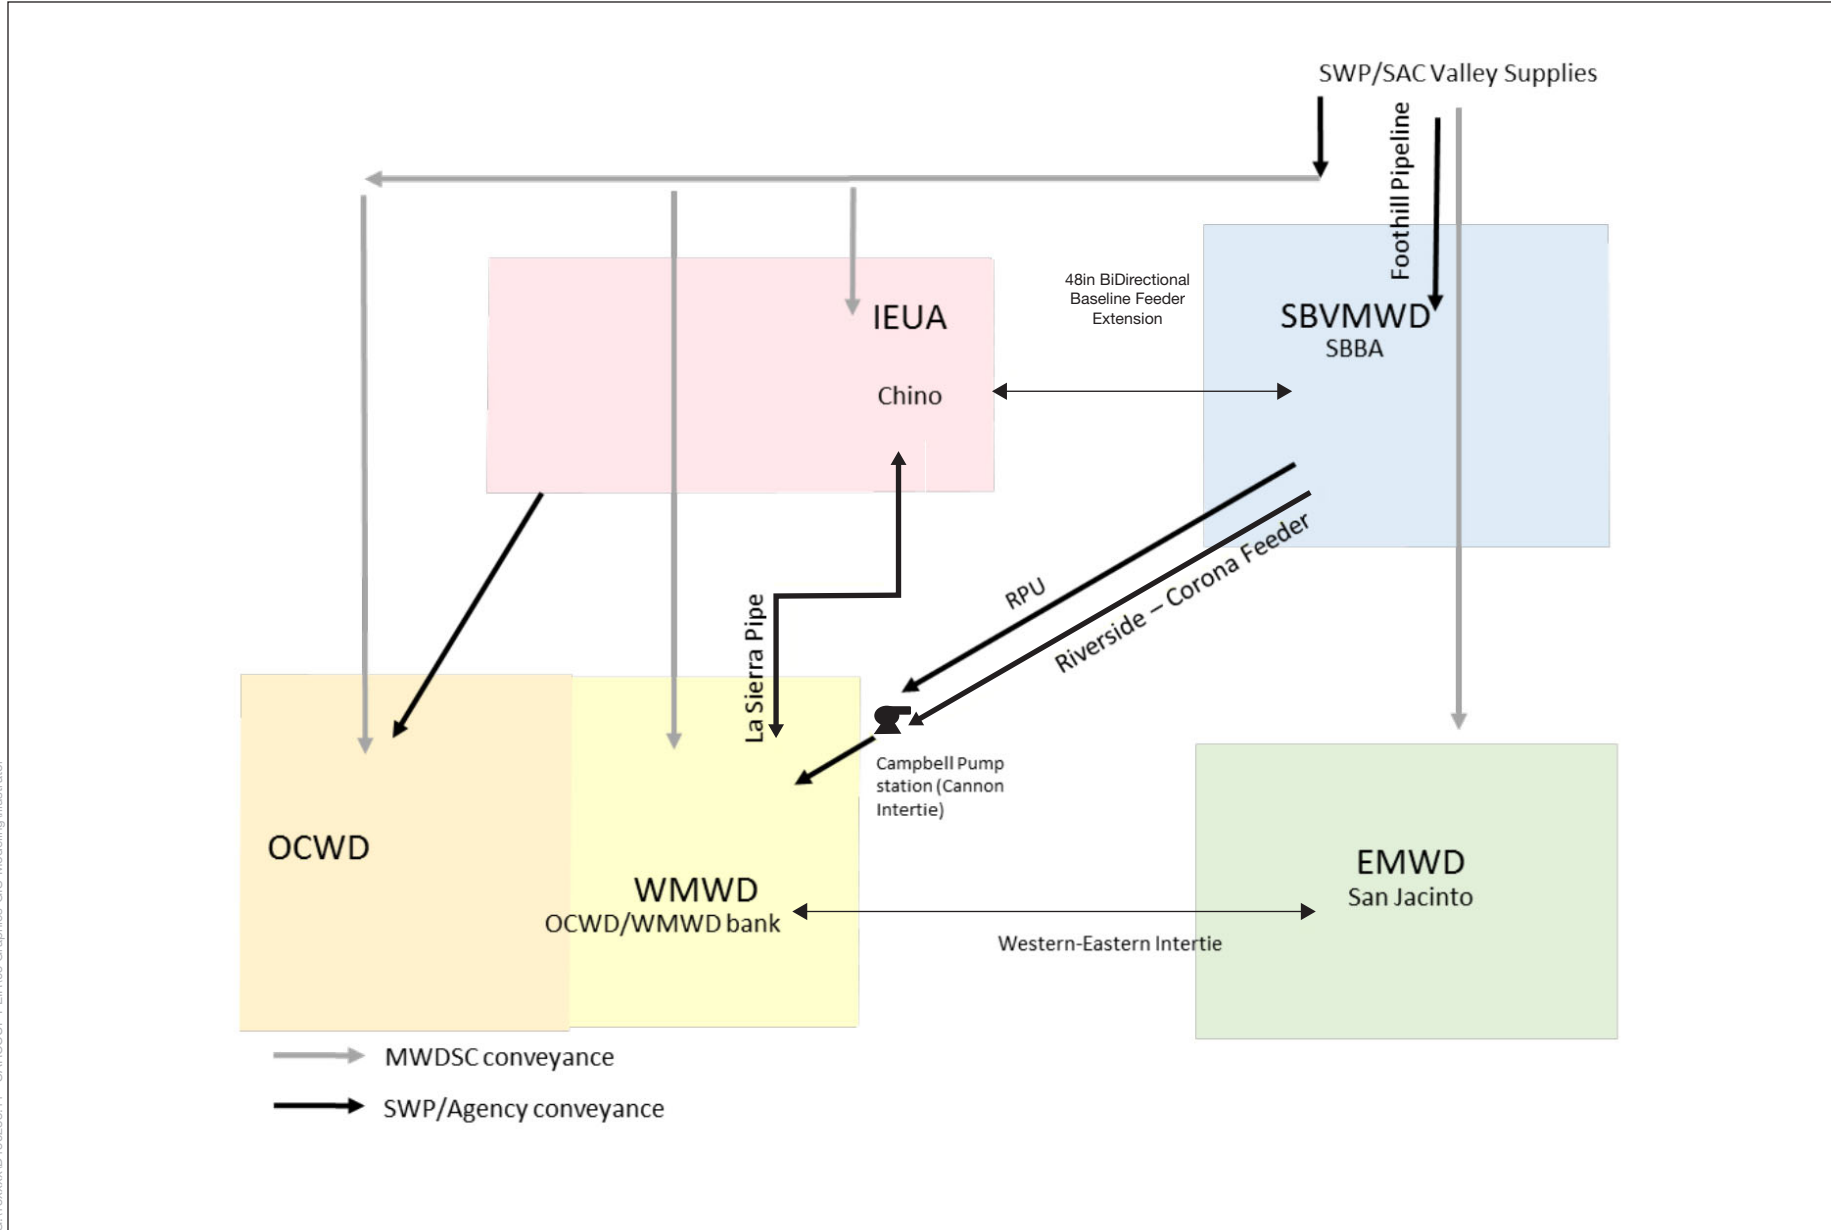 SWP/SAC Valley Supplies
Foothill Pipeline
48in BiDirectional
Baseline Feeder
Extension
IEUA
Chino
SBVMWD
SBBA
RPU
Riverside – Corona Feeder
La Sierra Pipe
Campbell Pump
station (Cannon
Intertie)
OCWD
WMWD
OCWD/WMWD bank
EMWD
San Jacinto
Western-Eastern Intertie
MWDSC conveyance
SWP/Agency conveyance